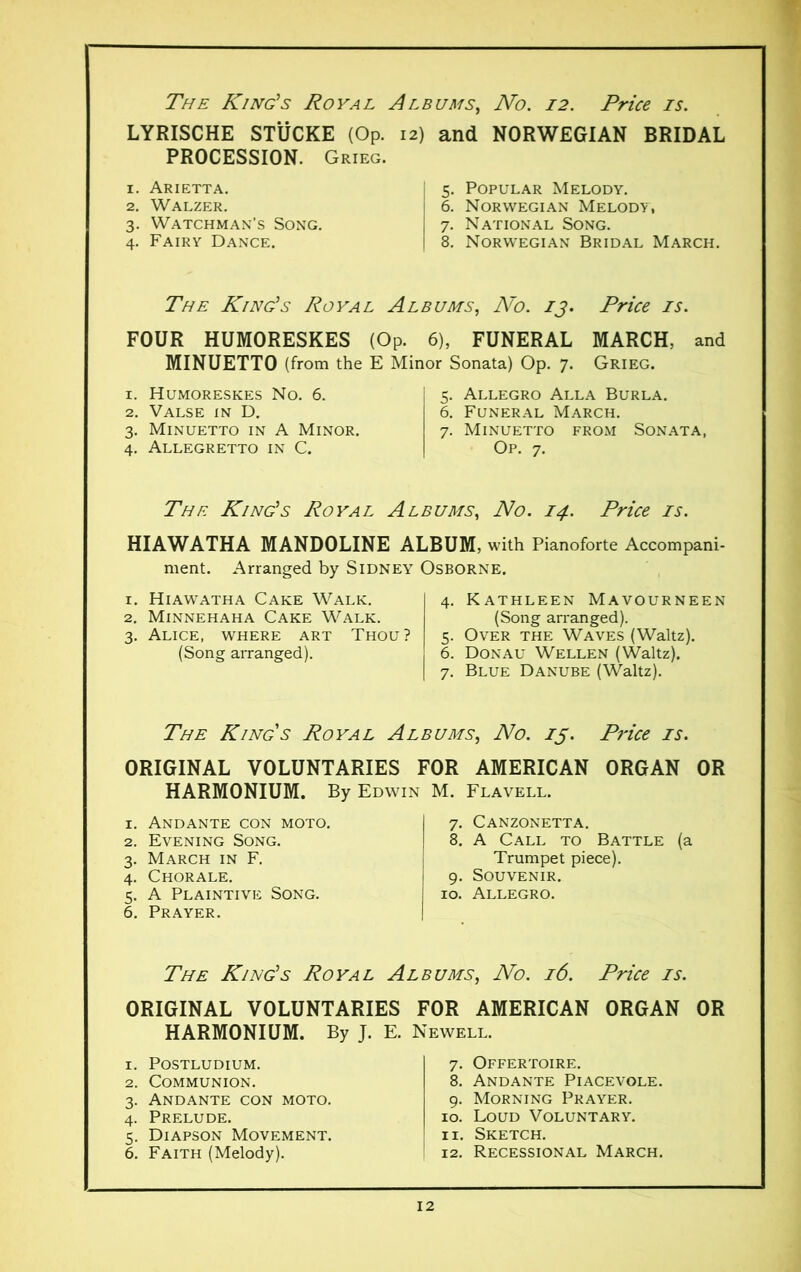 The King's Royal Albums, No. 12. Price 1s.
LYRISCHE STÜCKE (Op. 12) and NORWEGIAN BRIDAL
PROCESSION. Grieg.
1. Arietta.
2. Walzer.
3. Watchman's Song.
4. Fairy Dance.
5. Popular Melody.
6. Norwegian Melody,
7. National Song.
8. Norwegian Bridal March.
The King's Royal Albums, No. 13. Price 1s.
FOUR HUMORESKES (Op. 6), FUNERAL MARCH, and
MINUETTO (from the E Minor Sonata) Op. 7. Grieg.
1. Humoreskes No. 6.
2. Valse in D.
3. Minuetto in A Minor.
4. Allegretto in C.
5. Allegro Alla Burla.
6. Funeral March.
7. Minuetto from Sonata,
Op. 7.
The King's Royal Albums, No. 14. Price 1s.
HIAWATHA MANDOLINE ALBUM, with Pianoforte Accompani-
ment. Arranged by Sidney Osborne.
1. Hiawatha Cake Walk.
2. Minnehaha Cake Walk.
3. Alice, where art Thou?
(Song arranged).
4. Kathleen Mavourneen
(Song arranged).
5. Over the Waves (Waltz).
6. Donau Wellen (Waltz).
7. Blue Danube (Waltz).
The King's Royal Albums, No. 15. Price 1s.
ORIGINAL VOLUNTARIES FOR AMERICAN ORGAN OR
HARMONIUM. By Edwin M. Flavell.
1. Andante con moto.
2. Evening Song.
3. March in F.
4. Chorale.
5. A Plaintive Song.
6. Prayer.
7. Canzonetta.
8. A Call to Battle (a
Trumpet piece).
9. Souvenir.
10. Allegro.
The King's Royal Albums, No. 16. Price 1s.
ORIGINAL VOLUNTARIES FOR AMERICAN ORGAN OR
HARMONIUM. By J. E. Newell.
1. Postludium.
2. Communion.
3. Andante con moto.
4. Prelude.
5. Diapson Movement.
6. Faith (Melody).
7. Offertoire.
8. Andante Piacevole.
9. Morning Prayer.
10. Loud Voluntary.
11. Sketch.
12. Recessional March.
12